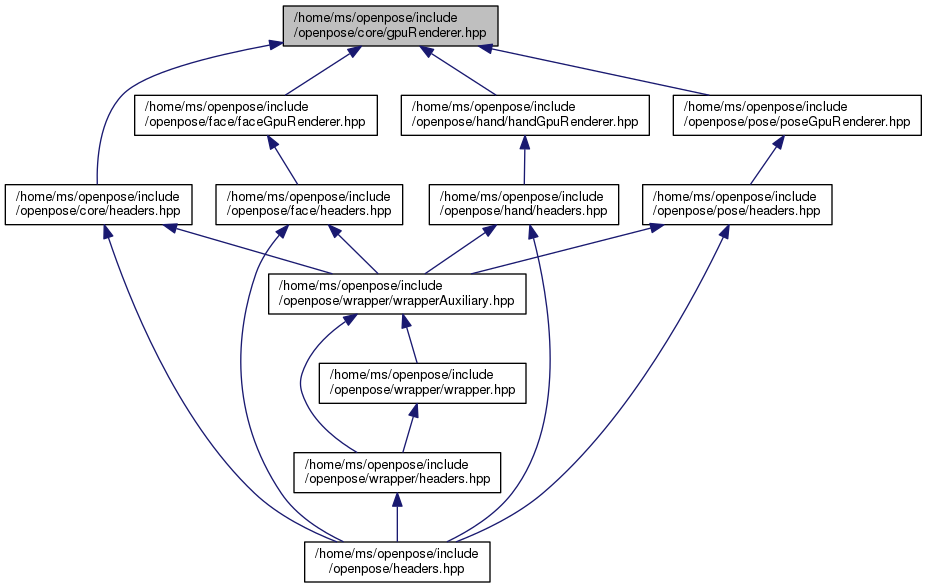 /home/ms/openpose/include
/openpose/core/gpuRenderer.hpp
/home/ms/openpose/include
/openpose/face/faceGpuRenderer.hpp
/home/ms/openpose/include
/openpose/hand/handGpuRenderer.hpp
/home/ms/openpose/include
/openpose/pose/poseGpuRenderer.hpp
/home/ms/openpose/include
/openpose/core/headers.hpp
/home/ms/openpose/include
/openpose/face/headers.hpp
/home/ms/openpose/include
/openpose/hand/headers.hpp
/home/ms/openpose/include
/openpose/pose/headers.hpp
/home/ms/openpose/include
/openpose/wrapper/wrapperAuxiliary.hpp
/home/ms/openpose/include
/openpose/wrapper/wrapper.hpp
/home/ms/openpose/include
/openpose/wrapper/headers.hpp
/home/ms/openpose/include
/openpose/headers.hpp